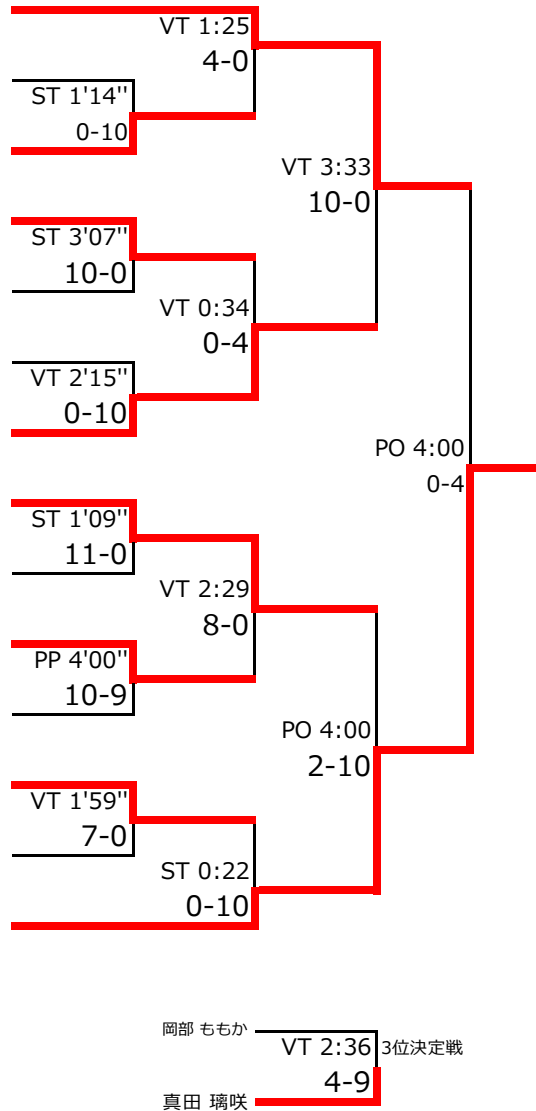 VT 1:25
4-0
ST 1'14''
0-10
VT 3:33
10-0
ST 3'07''
10-0
VT 0:34
0-4
VT 2'15''
0-10
PO 4:00
0-4
ST 1'09''
11-0
VT 2:29
8-0
PP 4'00''
10-9
PO 4:00
2-10
VT 1'59''
7-0
ST 0:22
0-10
岡部 ももか
VT 2:36 3位決定戦
4-9
真田 璃咲